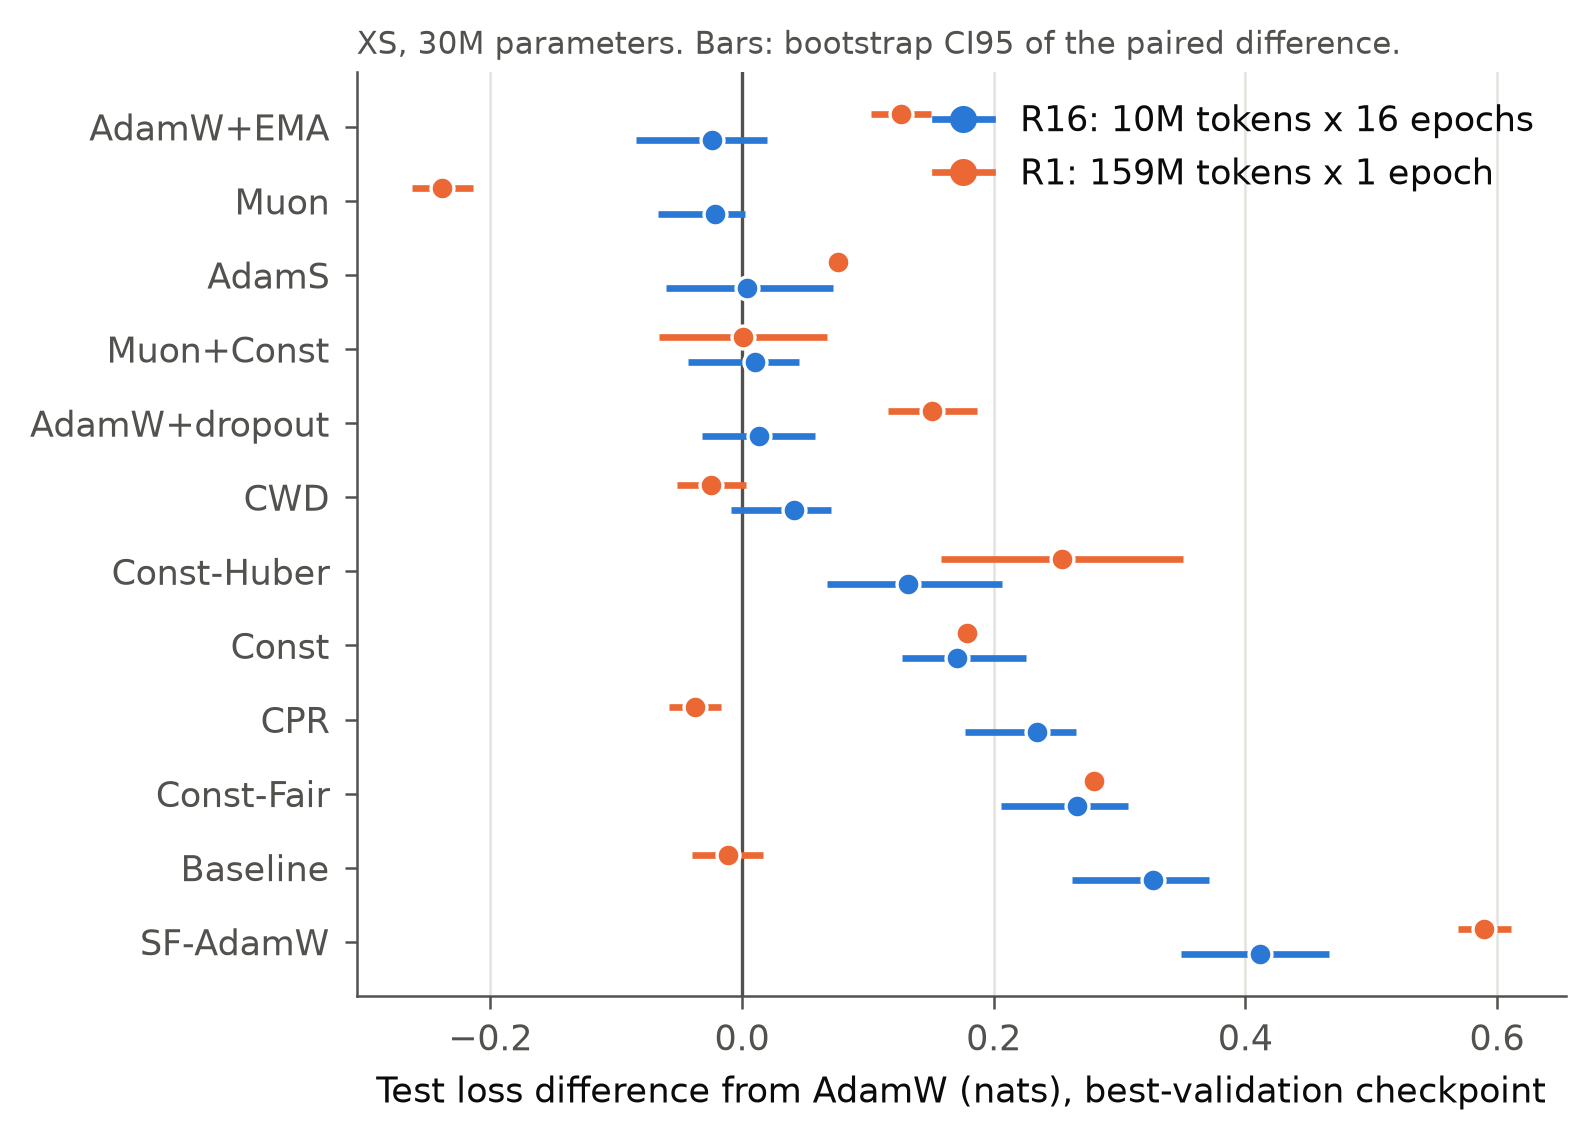 XS, 30M parameters. Bars: bootstrap CI95 of the paired difference.
R16: 10M tokens x 16 epochs
R1: 159M tokens x 1 epoch
AdamW+EMA
Muon
AdamS
Muon+Const
AdamW+dropout
CWD
Const-Huber
Const
CPR
Const-Fair
Baseline
SF-AdamW
−0.2 0.0 0.2 0.4 0.6
Test loss difference from AdamW (nats), best-validation checkpoint